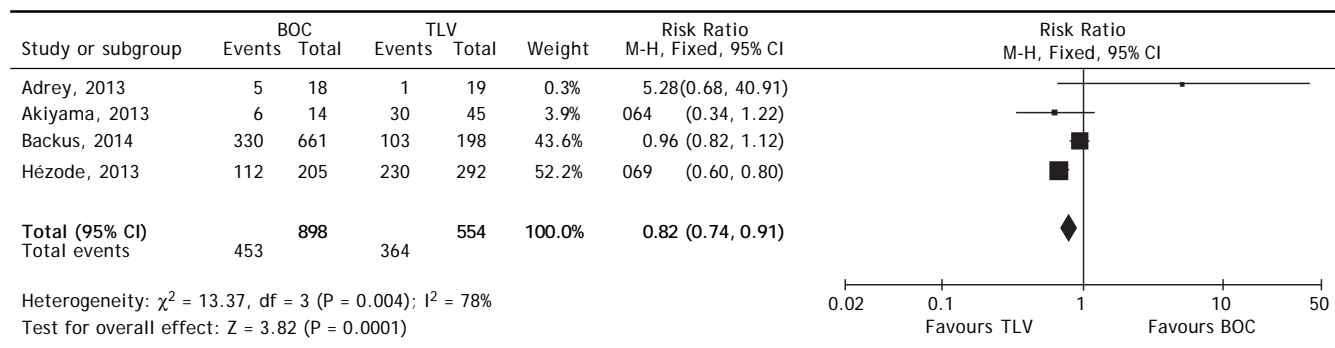 BOC TLV Risk Ratio Risk Ratio
Study or subgroup Events Total Events Total Weight M-H, Fixed, 95% CI M-H, Fixed, 95% CI
Adrey, 2013 5 18 1 19 0.3% 5.28(0.68, 40.91)
Akiyama, 2013 6 14 30 45 3.9% 064 (0.34, 1.22)
Backus, 2014 330 661 103 198 43.6% 0.96 (0.82, 1.12)
Hézode, 2013 112 205 230 292 52.2% 069 (0.60, 0.80)
Total (95% CI) 898 554 100.0% 0.82 (0.74, 0.91)
Total events 453 364
Heterogeneity: χ² = 13.37, df = 3 (P = 0.004); I² = 78%
Test for overall effect: Z = 3.82 (P = 0.0001)
0.02 0.1 1 10 50
Favours TLV Favours BOC